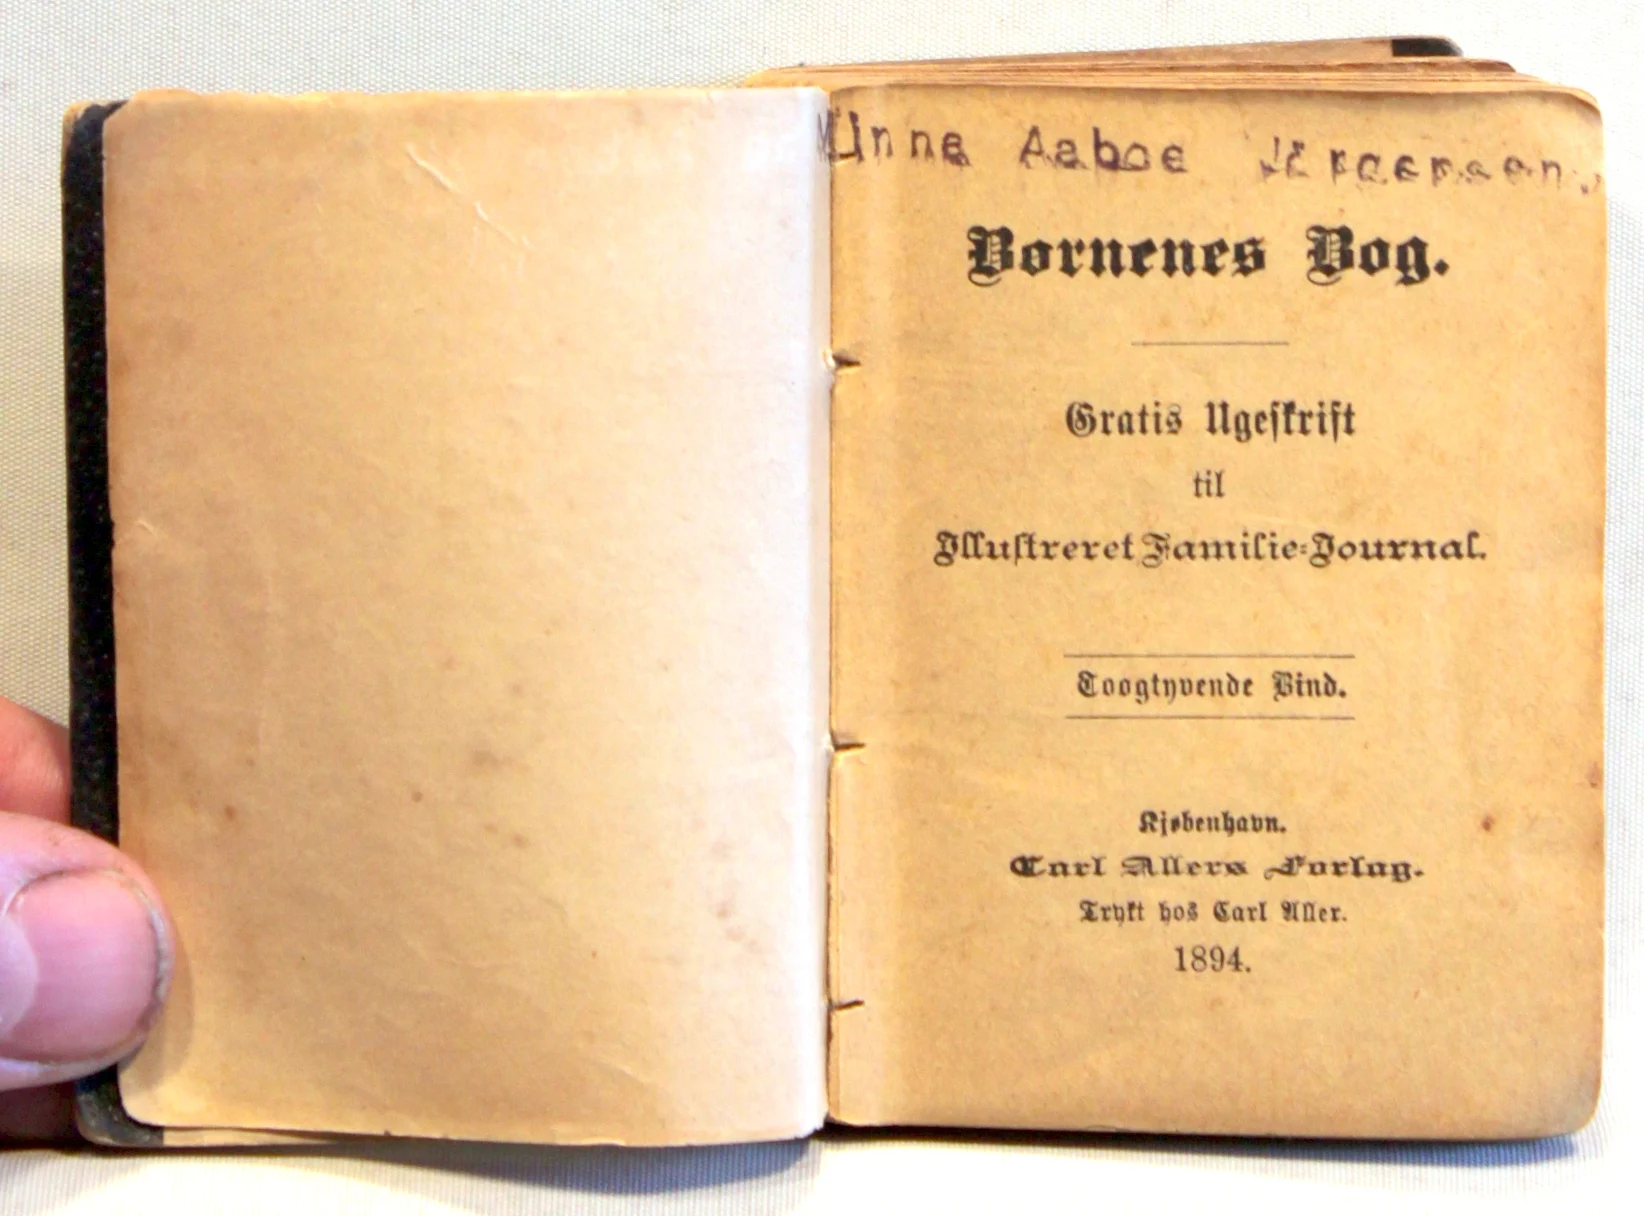 Minna Aaboe
Børnenes Bog.
Gratis Ugeskrift
til
Illustreret Familie-Journal.
Toogtyvende Bind.
Kjøbenhavn.
Carl Allers Forlag.
Trykt hos Carl Aller.
1894.